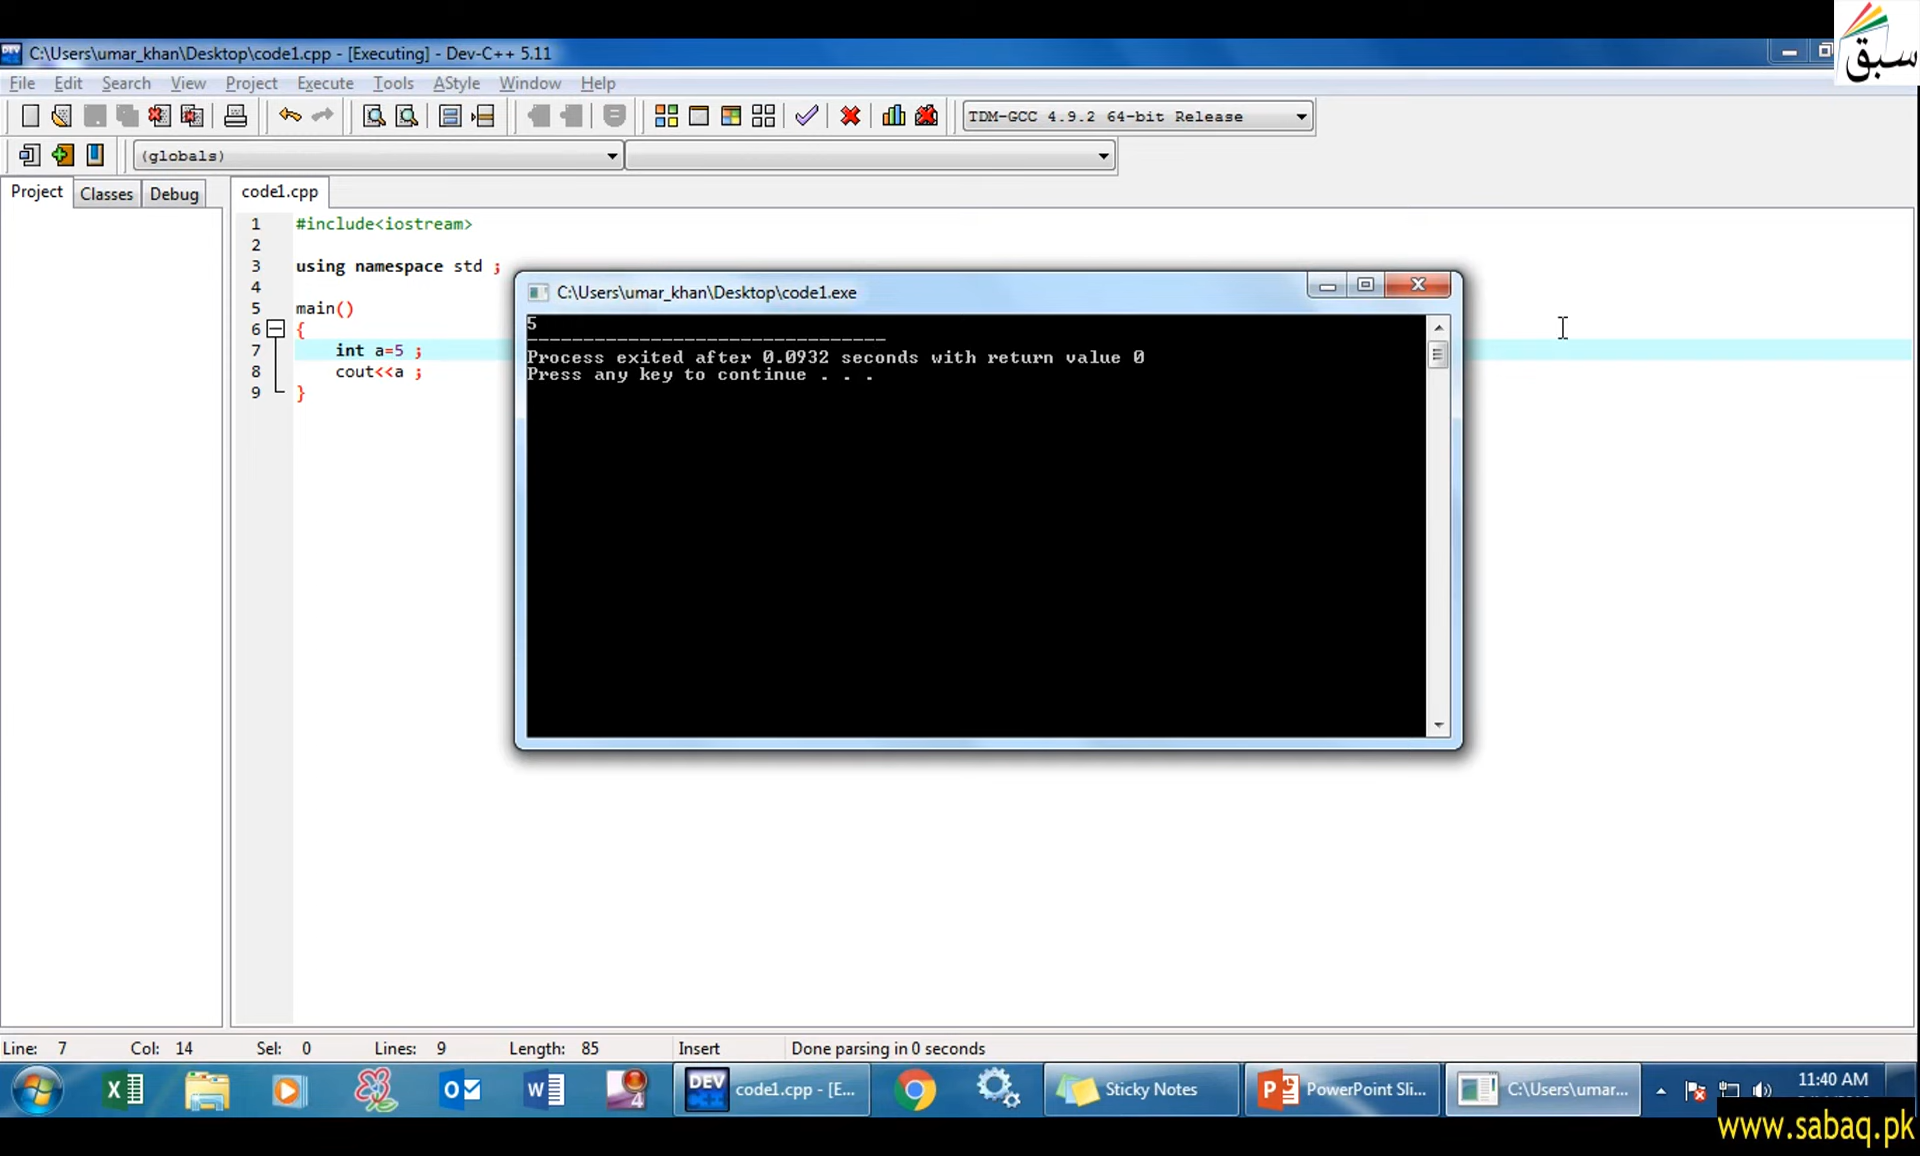 سبق
C:\Users\umar_khan\Desktop\code1.cpp - [Executing] - Dev-C++ 5.11
File Edit Search View Project Execute Tools AStyle Window Help
TDM-GCC 4.9.2 64-bit Release
(globals)
Project Classes Debug code1.cpp
1 #include<iostream>
2
3 using namespace std ;
4
5 main()
6 {
7 int a=5 ;
8 cout<<a ;
9 }
C:\Users\umar_khan\Desktop\code1.exe
5
--------------------------------
Process exited after 0.0932 seconds with return value 0
Press any key to continue . . .
Line: 7 Col: 14 Sel: 0 Lines: 9 Length: 85 Insert Done parsing in 0 seconds
DEV code1.cpp - [E... Sticky Notes PowerPoint Sli... C:\Users\umar... 11:40 AM
www.sabaq.pk